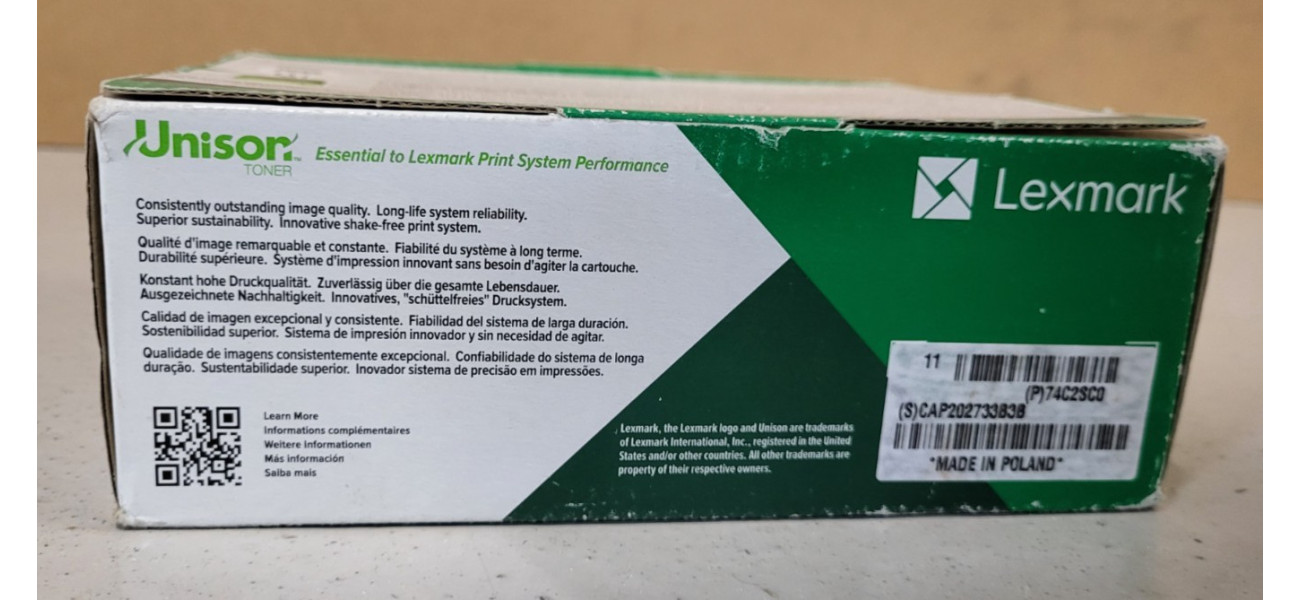 Unison™
TONER
Essential to Lexmark Print System Performance
Lexmark
Consistently outstanding image quality. Long-life system reliability.
Superior sustainability. Innovative shake-free print system.
Qualité d'image remarquable et constante. Fiabilité du système à long terme.
Durabilité supérieure. Système d'impression innovant sans besoin d'agiter la cartouche.
Konstant hohe Druckqualität. Zuverlässig über die gesamte Lebensdauer.
Ausgezeichnete Nachhaltigkeit. Innovatives, "schüttelfreies" Drucksystem.
Calidad de imagen excepcional y consistente. Fiabilidad del sistema de larga duración.
Sostenibilidad superior. Sistema de impresión innovador y sin necesidad de agitar.
Qualidade de imagens consistentemente excepcional. Confiabilidade do sistema de longa
duração. Sustentabilidade superior. Inovador sistema de precisão em impressões.
Learn More
Informations complémentaires
Weitere Informationen
Más información
Saiba mais
Lexmark, the Lexmark logo and Unison are trademarks
of Lexmark International, Inc., registered in the United
States and/or other countries. All other trademarks are
property of their respective owners.
11
(P)74C2SC0
(S)CAP202733838
*MADE IN POLAND*